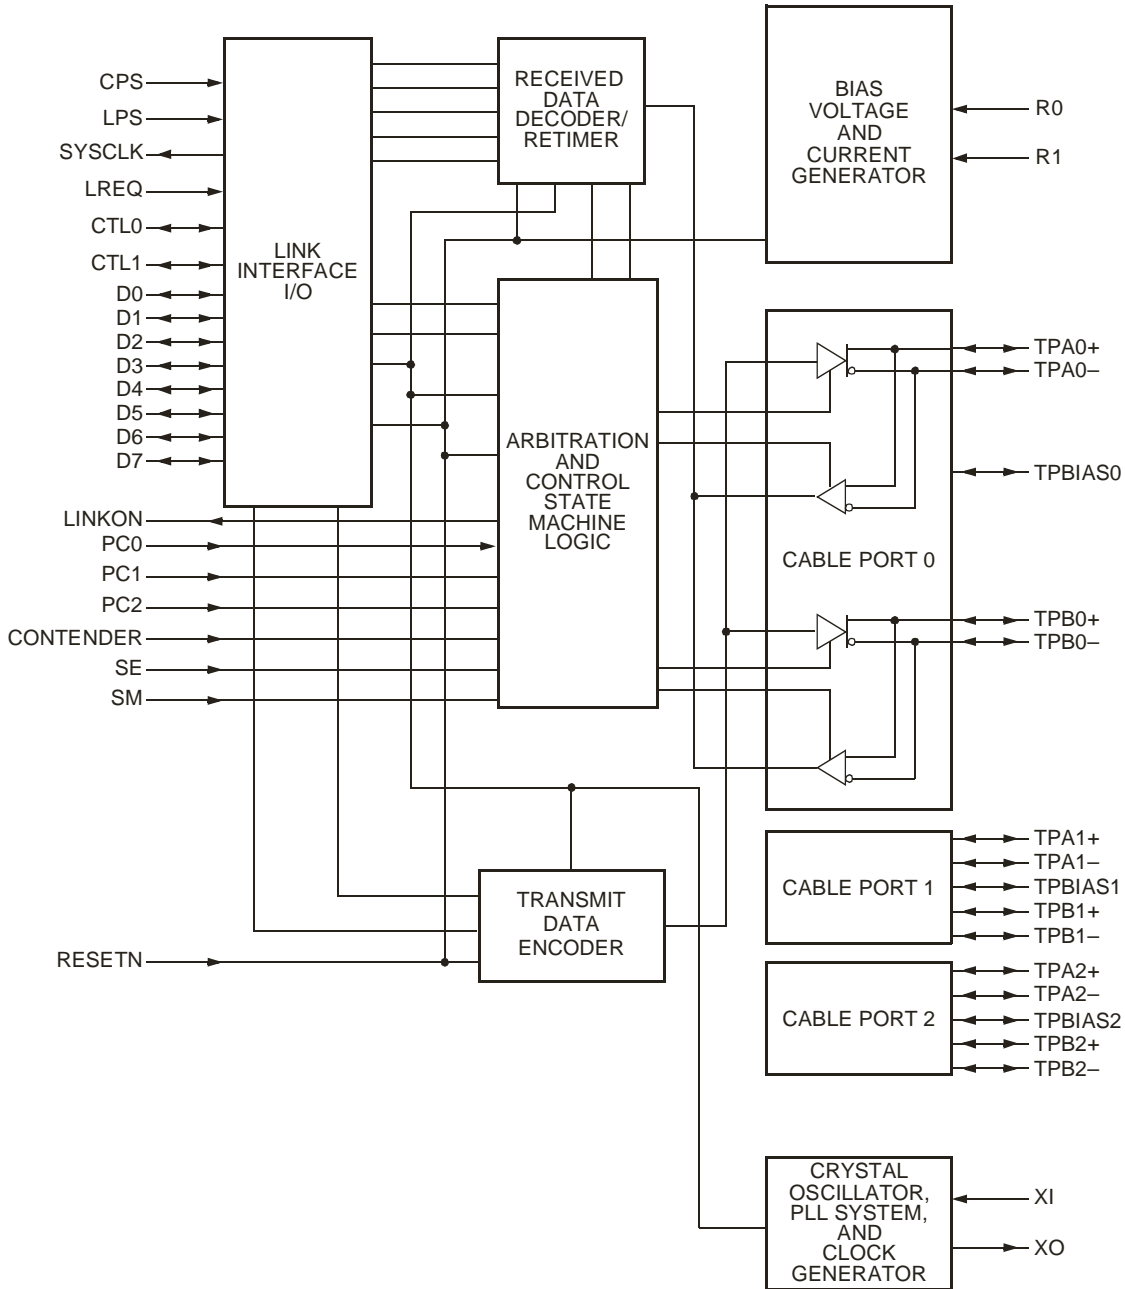 CPS
LPS
SYSCLK
LREQ
CTL0
CTL1
D0
D1
D2
D3
D4
D5
D6
D7
LINKON
PC0
PC1
PC2
CONTENDER
SE
SM
RESETN
LINK
INTERFACE
I/O
RECEIVED
DATA
DECODER/
RETIMER
ARBITRATION
AND
CONTROL
STATE
MACHINE
LOGIC
TRANSMIT
DATA
ENCODER
BIAS
VOLTAGE
AND
CURRENT
GENERATOR
R0
R1
CABLE PORT 0
TPA0+
TPA0–
TPBIAS0
TPB0+
TPB0–
CABLE PORT 1
TPA1+
TPA1–
TPBIAS1
TPB1+
TPB1–
CABLE PORT 2
TPA2+
TPA2–
TPBIAS2
TPB2+
TPB2–
CRYSTAL
OSCILLATOR,
PLL SYSTEM,
AND
CLOCK
GENERATOR
XI
XO